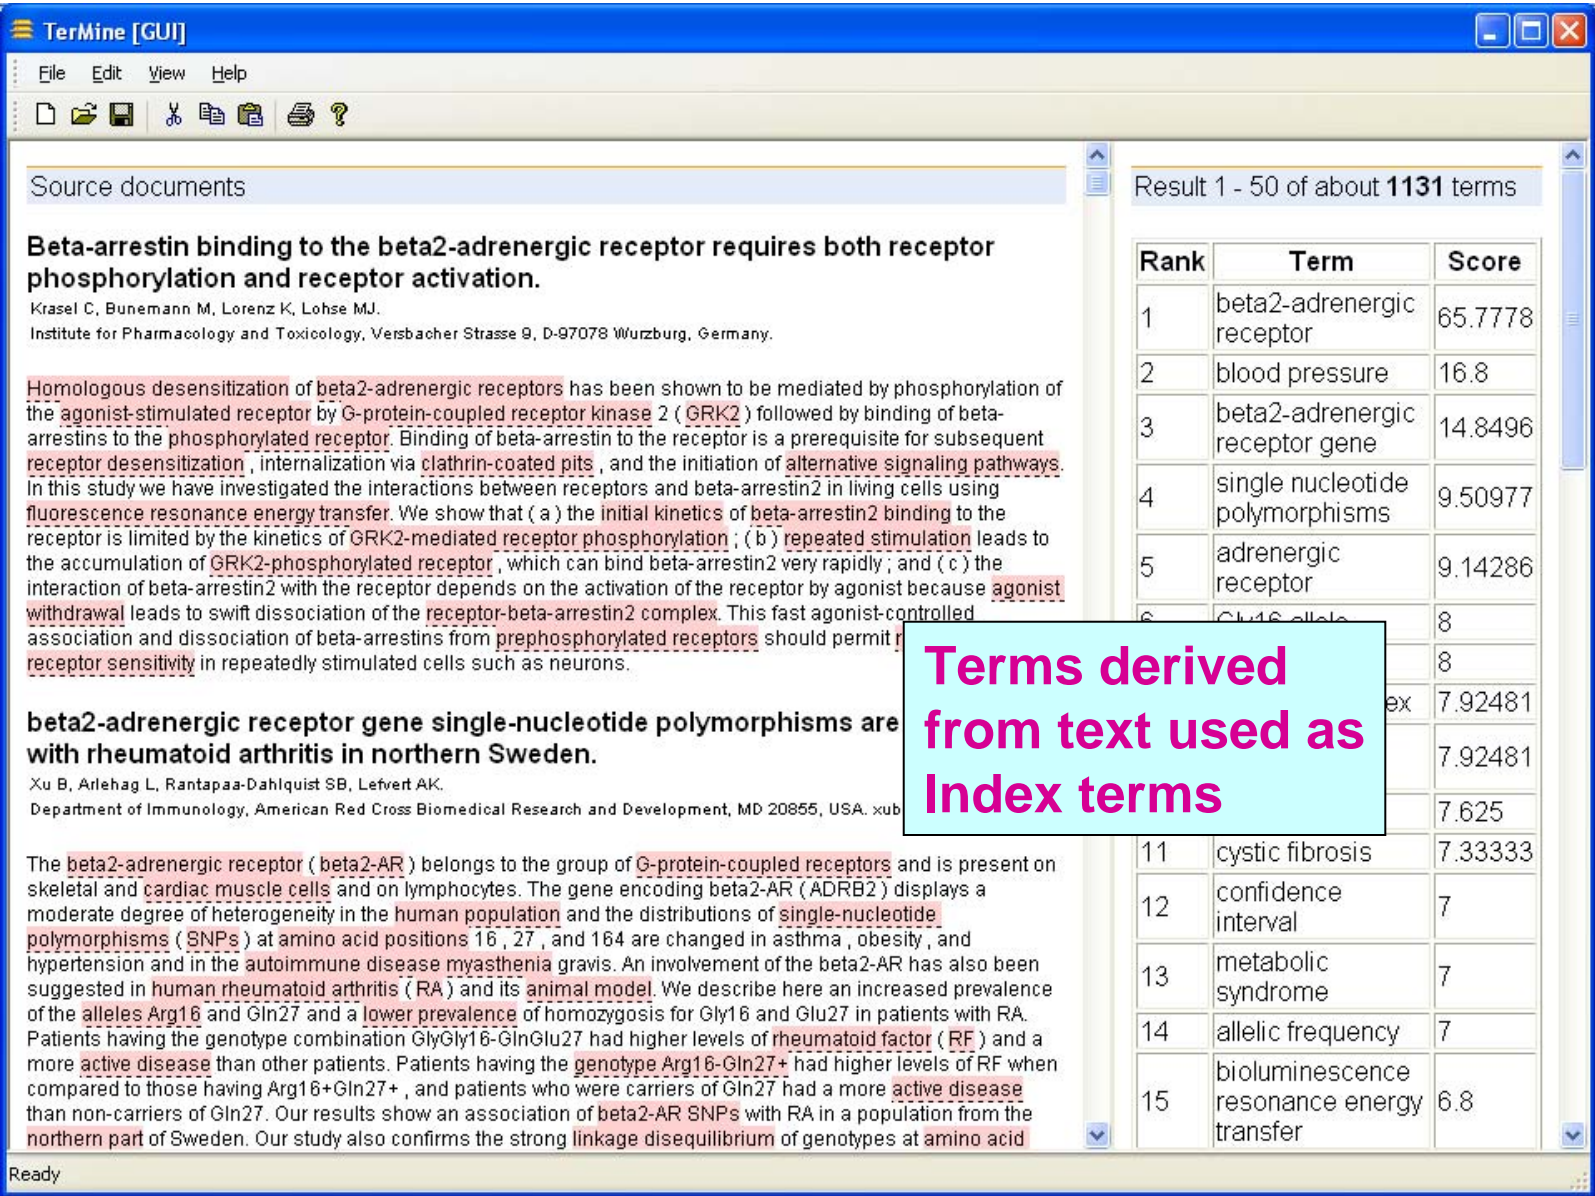 TerMine [GUI]
File Edit View Help
Source documents
Beta-arrestin binding to the beta2-adrenergic receptor requires both receptor
phosphorylation and receptor activation.
Krasel C, Bunemann M, Lorenz K, Lohse MJ.
Institute for Pharmacology and Toxicology, Versbacher Strasse 9, D-97078 Wurzburg, Germany.
Homologous desensitization of beta2-adrenergic receptors has been shown to be mediated by phosphorylation of
the agonist-stimulated receptor by G-protein-coupled receptor kinase 2 ( GRK2 ) followed by binding of beta-
arrestins to the phosphorylated receptor. Binding of beta-arrestin to the receptor is a prerequisite for subsequent
receptor desensitization , internalization via clathrin-coated pits , and the initiation of alternative signaling pathways.
In this study we have investigated the interactions between receptors and beta-arrestin2 in living cells using
fluorescence resonance energy transfer. We show that ( a ) the initial kinetics of beta-arrestin2 binding to the
receptor is limited by the kinetics of GRK2-mediated receptor phosphorylation ; ( b ) repeated stimulation leads to
the accumulation of GRK2-phosphorylated receptor , which can bind beta-arrestin2 very rapidly ; and ( c ) the
interaction of beta-arrestin2 with the receptor depends on the activation of the receptor by agonist because agonist
withdrawal leads to swift dissociation of the receptor-beta-arrestin2 complex. This fast agonist-controlled
association and dissociation of beta-arrestins from prephosphorylated receptors should permit
receptor sensitivity in repeatedly stimulated cells such as neurons.
beta2-adrenergic receptor gene single-nucleotide polymorphisms are
with rheumatoid arthritis in northern Sweden.
Xu B, Arlehag L, Rantapaa-Dahlquist SB, Lefvert AK.
Department of Immunology, American Red Cross Biomedical Research and Development, MD 20855, USA. xub
The beta2-adrenergic receptor ( beta2-AR ) belongs to the group of G-protein-coupled receptors and is present on
skeletal and cardiac muscle cells and on lymphocytes. The gene encoding beta2-AR ( ADRB2 ) displays a
moderate degree of heterogeneity in the human population and the distributions of single-nucleotide
polymorphisms ( SNPs ) at amino acid positions 16 , 27 , and 164 are changed in asthma , obesity , and
hypertension and in the autoimmune disease myasthenia gravis. An involvement of the beta2-AR has also been
suggested in human rheumatoid arthritis ( RA ) and its animal model. We describe here an increased prevalence
of the alleles Arg16 and Gln27 and a lower prevalence of homozygosis for Gly16 and Glu27 in patients with RA.
Patients having the genotype combination GlyGly16-GlnGlu27 had higher levels of rheumatoid factor ( RF ) and a
more active disease than other patients. Patients having the genotype Arg16-Gln27+ had higher levels of RF when
compared to those having Arg16+Gln27+ , and patients who were carriers of Gln27 had a more active disease
than non-carriers of Gln27. Our results show an association of beta2-AR SNPs with RA in a population from the
northern part of Sweden. Our study also confirms the strong linkage disequilibrium of genotypes at amino acid
Result 1 - 50 of about 1131 terms
Rank Term Score
1 beta2-adrenergic receptor 65.7778
2 blood pressure 16.8
3 beta2-adrenergic receptor gene 14.8496
4 single nucleotide polymorphisms 9.50977
5 adrenergic receptor 9.14286
6 Gly16 allele 8
8
ex 7.92481
7.92481
7.625
11 cystic fibrosis 7.33333
12 confidence interval 7
13 metabolic syndrome 7
14 allelic frequency 7
15 bioluminescence resonance energy transfer 6.8
Terms derived
from text used as
Index terms
Ready